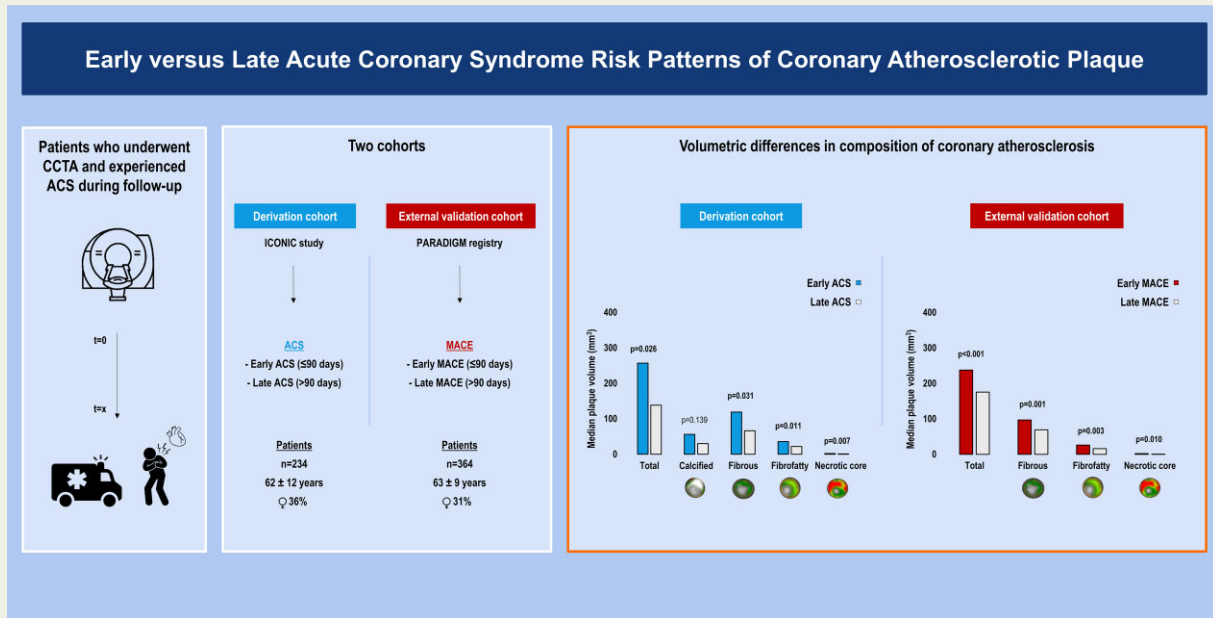 Early versus Late Acute Coronary Syndrome Risk Patterns of Coronary Atherosclerotic Plaque
Patients who underwent
CCTA and experienced
ACS during follow-up
t=0
t=x
Two cohorts
Derivation cohort
ICONIC study
ACS
- Early ACS (≤90 days)
- Late ACS (>90 days)
Patients
n=234
62 ± 12 years
♀ 36%
External validation cohort
PARADIGM registry
MACE
- Early MACE (≤90 days)
- Late MACE (>90 days)
Patients
n=364
63 ± 9 years
♀ 31%
Volumetric differences in composition of coronary atherosclerosis
Derivation cohort
Early ACS
Late ACS
Median plaque volume (mm³)
400
300
200
100
0
p=0.026
p=0.139
p=0.031
p=0.011
p=0.007
Total
Calcified
Fibrous
Fibrofatty
Necrotic core
External validation cohort
Early MACE
Late MACE
Median plaque volume (mm³)
400
300
200
100
0
p<0.001
p=0.001
p=0.003
p=0.010
Total
Fibrous
Fibrofatty
Necrotic core